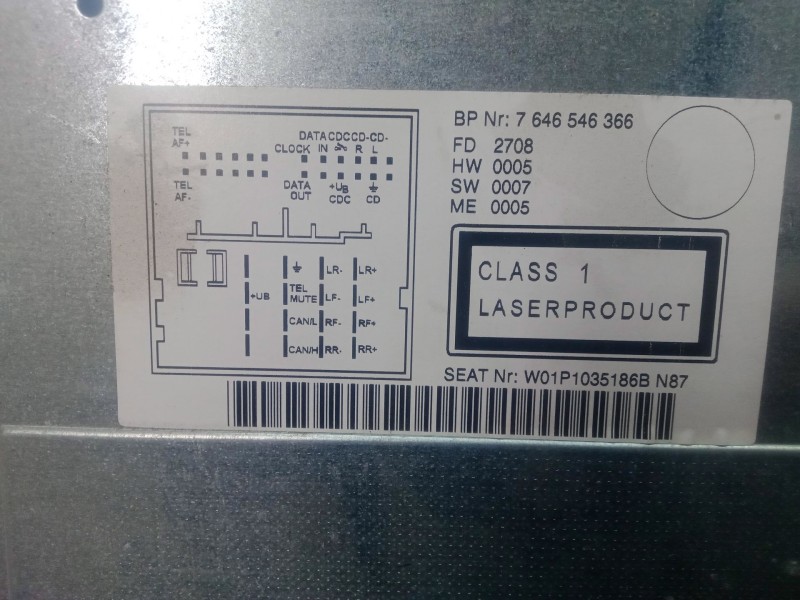 TEL
AF+
DATA CDC CD- CD-
CLOCK IN R L
TEL
AF-
DATA +UB
OUT CDC CD
LR- LR+
+UB TEL
MUTE LF- LF+
CAN/L RF- RF+
CAN/H RR- RR+
BP Nr: 7 646 546 366
FD 2708
HW 0005
SW 0007
ME 0005
CLASS 1
LASERPRODUCT
SEAT Nr: W01P1035186B N87